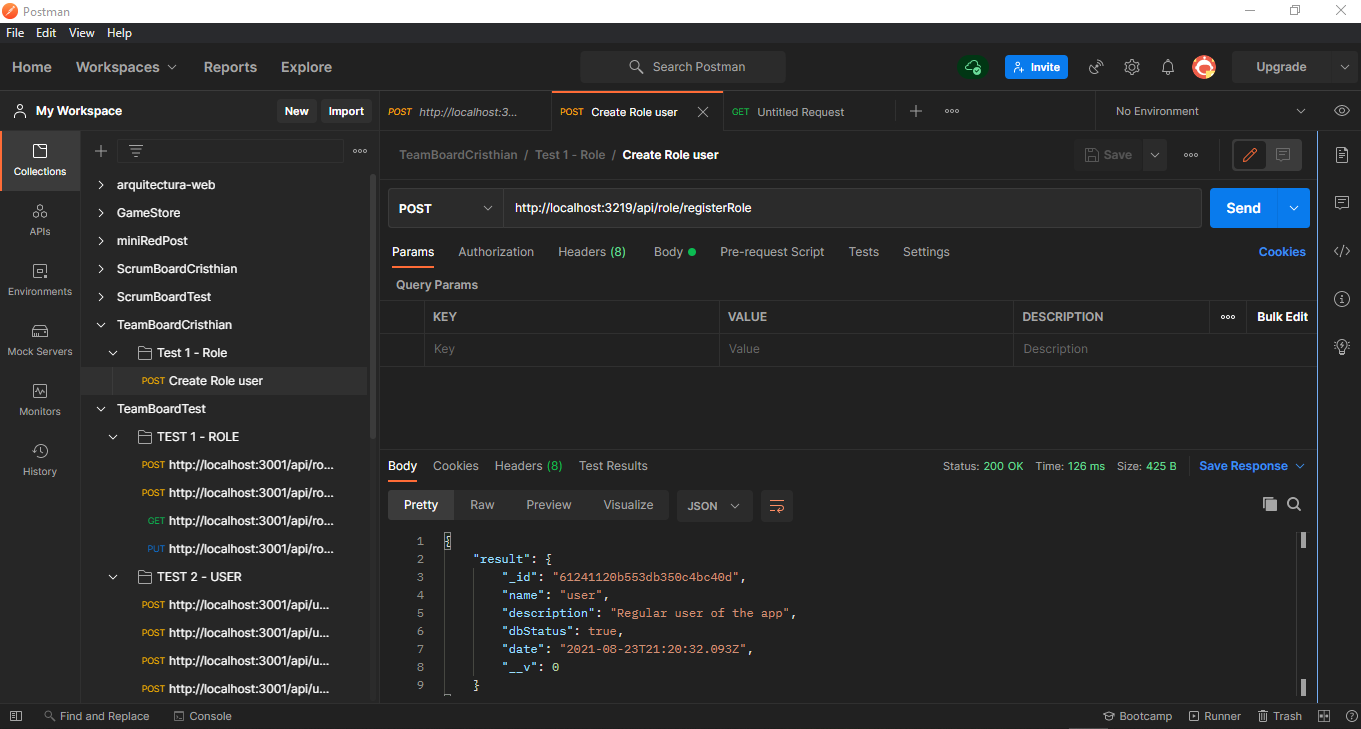 Postman
File Edit View Help
Home Workspaces Reports Explore Search Postman Invite Upgrade
My Workspace New Import
POST http://localhost:3... POST Create Role user GET Untitled Request No Environment
Collections
APIs
Environments
Mock Servers
Monitors
History
arquitectura-web
GameStore
miniRedPost
ScrumBoardCristhian
ScrumBoardTest
TeamBoardCristhian
Test 1 - Role
POST Create Role user
TeamBoardTest
TEST 1 - ROLE
POST http://localhost:3001/api/ro...
POST http://localhost:3001/api/ro...
GET http://localhost:3001/api/ro...
PUT http://localhost:3001/api/ro...
TEST 2 - USER
POST http://localhost:3001/api/u...
POST http://localhost:3001/api/u...
POST http://localhost:3001/api/u...
POST http://localhost:3001/api/u...
TeamBoardCristhian / Test 1 - Role / Create Role user Save
POST http://localhost:3219/api/role/registerRole Send
Params Authorization Headers (8) Body Pre-request Script Tests Settings Cookies
Query Params
KEY VALUE DESCRIPTION Bulk Edit
Key Value Description
Body Cookies Headers (8) Test Results Status: 200 OK Time: 126 ms Size: 425 B Save Response
Pretty Raw Preview Visualize JSON
1 {
2 "result": {
3 "_id": "61241120b553db350c4bc40d",
4 "name": "user",
5 "description": "Regular user of the app",
6 "dbStatus": true,
7 "date": "2021-08-23T21:20:32.093Z",
8 "__v": 0
9 }
Find and Replace Console Bootcamp Runner Trash